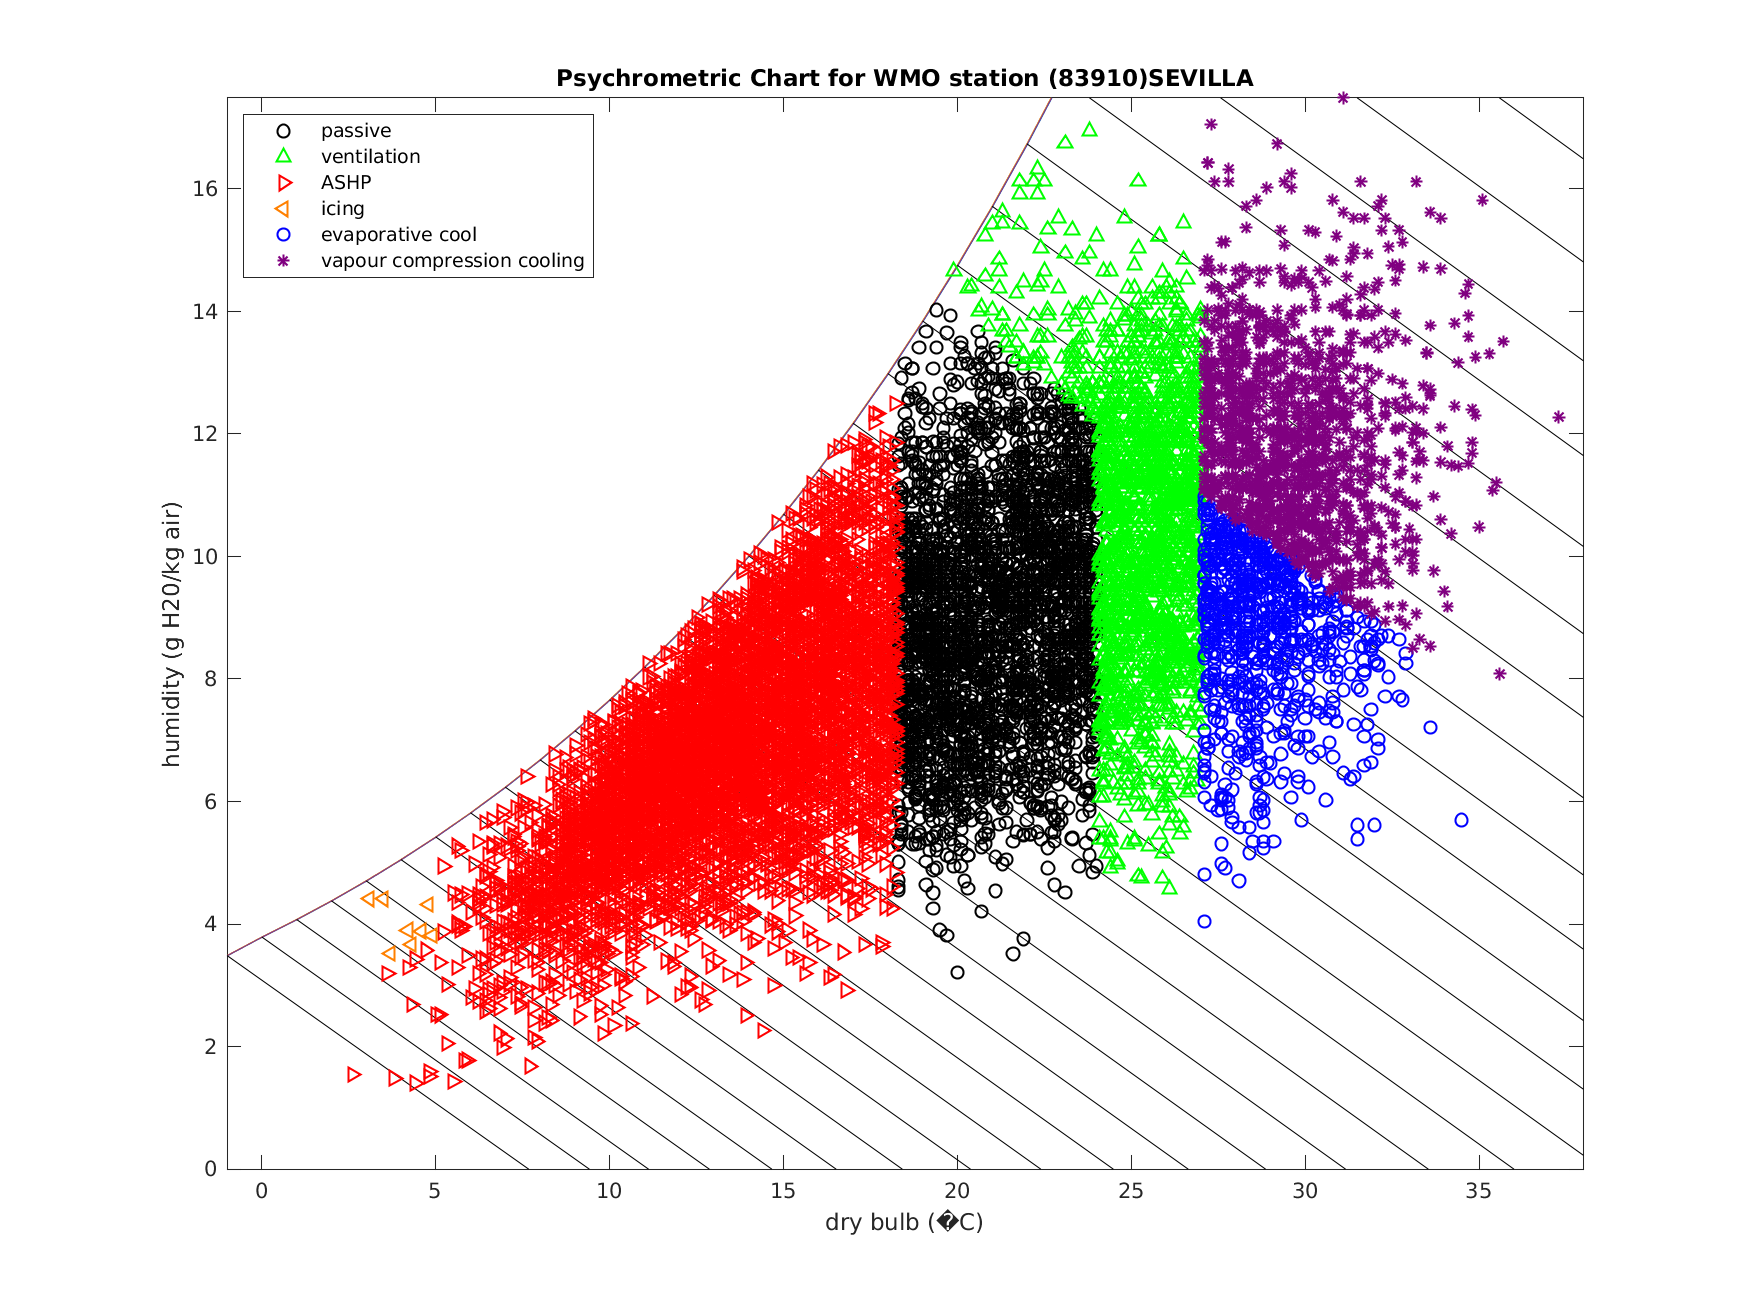 Psychrometric Chart for WMO station (83910)SEVILLA
passive
ventilation
ASHP
icing
evaporative cool
vapour compression cooling
humidity (g H20/kg air)
16
14
12
10
8
6
4
2
0
0 5 10 15 20 25 30 35
dry bulb (�C)